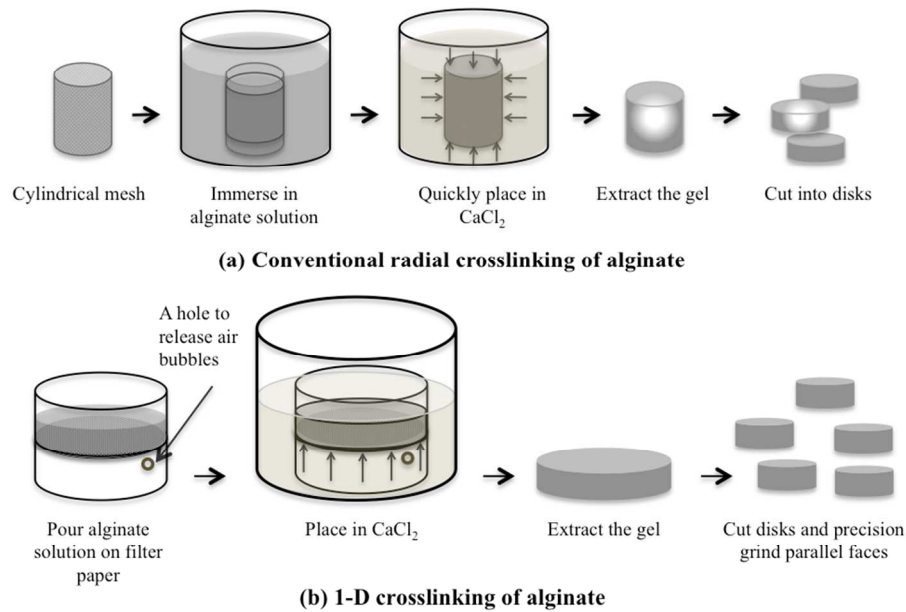 Cylindrical mesh
Immerse in
alginate solution
Quickly place in
CaCl₂
Extract the gel
Cut into disks
(a) Conventional radial crosslinking of alginate
A hole to
release air
bubbles
Pour alginate
solution on filter
paper
Place in CaCl₂
Extract the gel
Cut disks and precision
grind parallel faces
(b) 1-D crosslinking of alginate